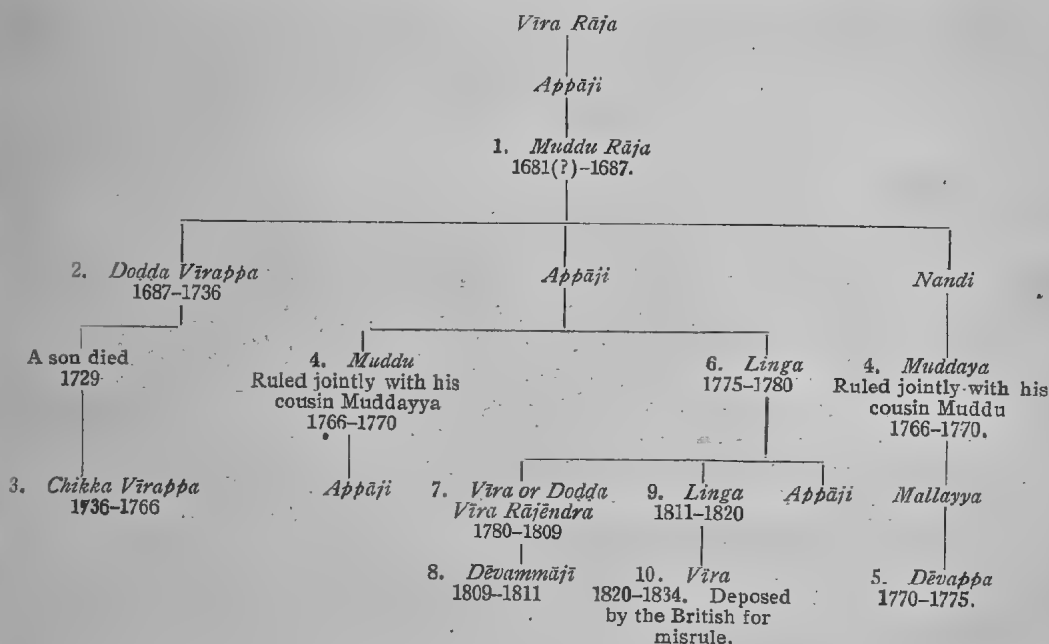 Vīra Rāja
Appāji
1. Muddu Rāja
1681(?)–1687.
2. Doḍḍa Vīrappa
1687–1736
Appāji
Nandi
A son died
1729
4. Muddu
Ruled jointly with his
cousin Muddayya
1766–1770
6. Linga
1775–1780
4. Muddaya
Ruled jointly with his
cousin Muddu
1766–1770.
3. Chikka Vīrappa
1736–1766
Appāji
7. Vīra or Doḍḍa
Vīra Rājēndra
1780–1809
9. Linga
1811–1820
Appāji
Mallayya
8. Dēvammājī
1809–1811
10. Vīra
1820–1834. Deposed
by the British for
misrule.
5. Dēvappa
1770–1775.